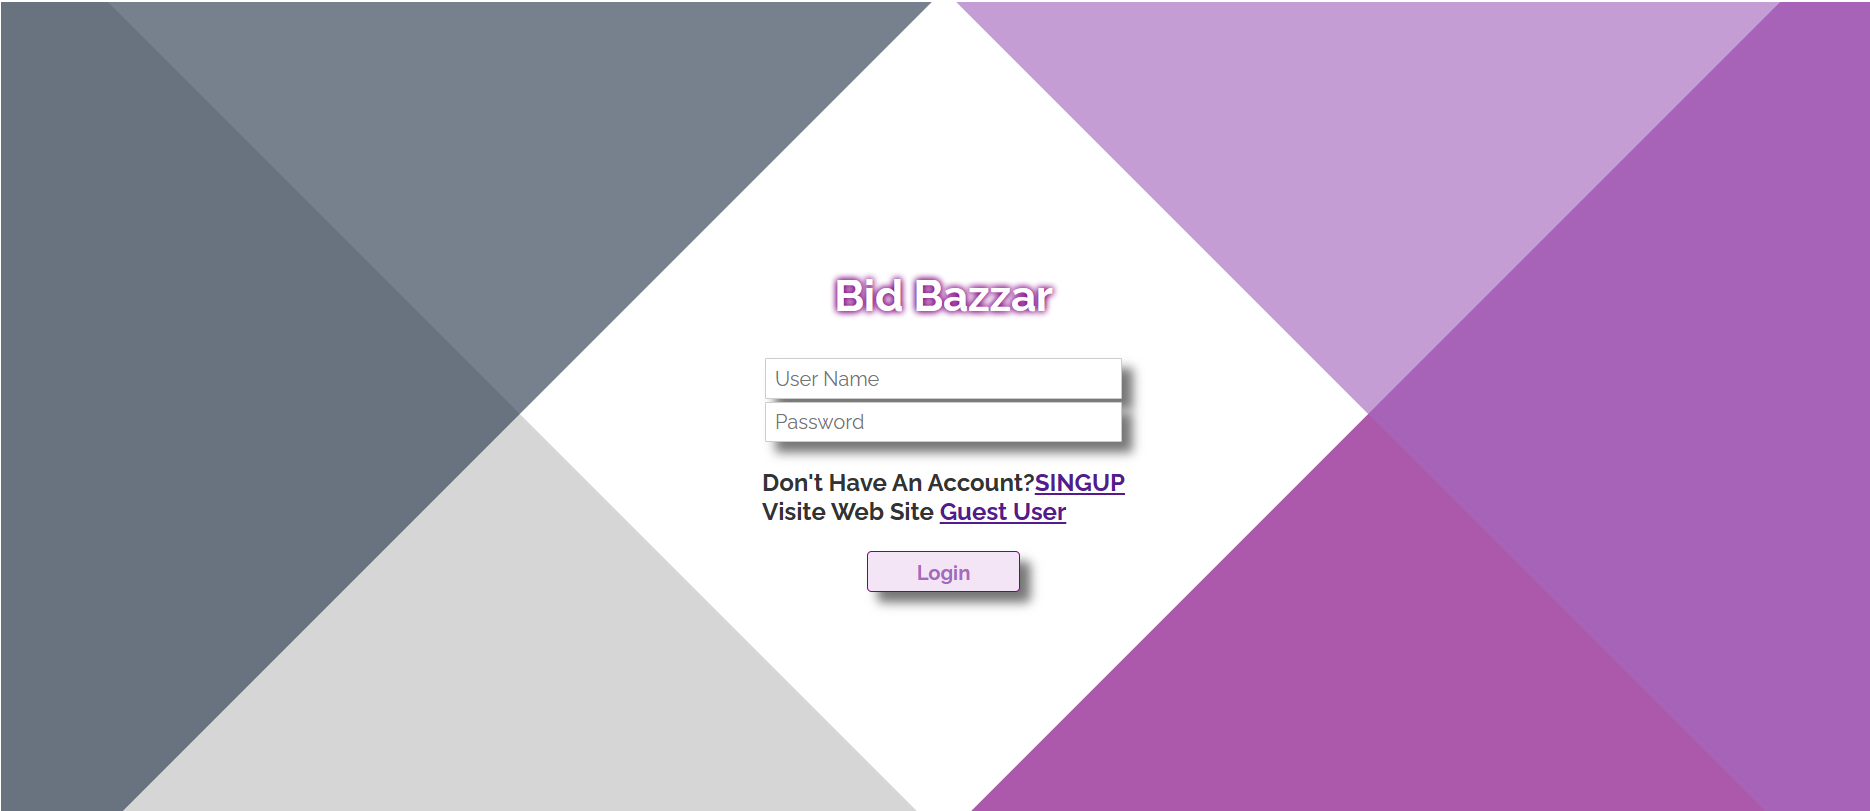 Bid Bazzar
User Name
Password
Don't Have An Account?SINGUP
Visite Web Site Guest User
Login